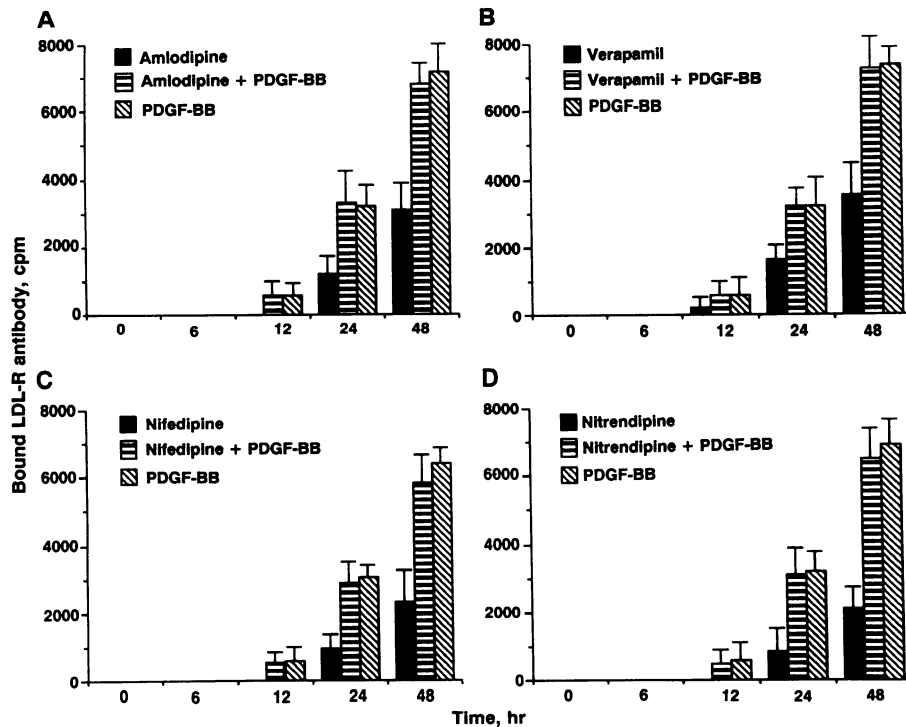 A
8000
6000
4000
2000
0
Amlodipine
Amlodipine + PDGF-BB
PDGF-BB
0 6 12 24 48
B
8000
6000
4000
2000
0
Verapamil
Verapamil + PDGF-BB
PDGF-BB
0 6 12 24 48
Bound LDL-R antibody, cpm
C
8000
6000
4000
2000
0
Nifedipine
Nifedipine + PDGF-BB
PDGF-BB
0 6 12 24 48
D
8000
6000
4000
2000
0
Nitrendipine
Nitrendipine + PDGF-BB
PDGF-BB
0 6 12 24 48
Time, hr